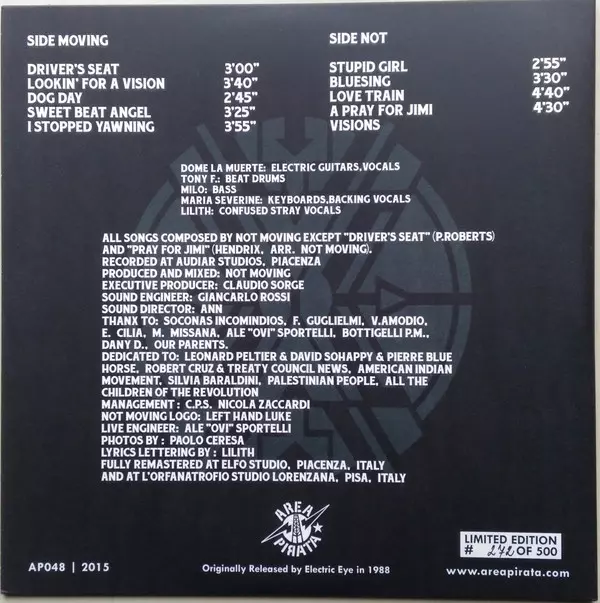 SIDE MOVING
DRIVER'S SEAT 3'00"
LOOKIN' FOR A VISION 3'40"
DOG DAY 2'45"
SWEET BEAT ANGEL 3'25"
I STOPPED YAWNING 3'55"
SIDE NOT
STUPID GIRL 2'55"
BLUESING 3'30"
LOVE TRAIN 4'40"
A PRAY FOR JIMI 4'30"
VISIONS
DOME LA MUERTE: ELECTRIC GUITARS,VOCALS
TONY F.: BEAT DRUMS
MILO: BASS
MARIA SEVERINE: KEYBOARDS,BACKING VOCALS
LILITH: CONFUSED STRAY VOCALS
ALL SONGS COMPOSED BY NOT MOVING EXCEPT "DRIVER'S SEAT" (P.ROBERTS)
AND "PRAY FOR JIMI" (HENDRIX, ARR. NOT MOVING).
RECORDED AT AUDIAR STUDIOS, PIACENZA
PRODUCED AND MIXED: NOT MOVING
EXECUTIVE PRODUCER: CLAUDIO SORGE
SOUND ENGINEER: GIANCARLO ROSSI
SOUND DIRECTOR: ANN
THANX TO: SOCONAS INCOMINDIOS, F. GUGLIELMI, V.AMODIO,
E. CILIA, M. MISSANA, ALE "OVI" SPORTELLI, BOTTIGELLI P.M.,
DANY D., OUR PARENTS.
DEDICATED TO: LEONARD PELTIER & DAVID SOHAPPY & PIERRE BLUE
HORSE, ROBERT CRUZ & TREATY COUNCIL NEWS, AMERICAN INDIAN
MOVEMENT, SILVIA BARALDINI, PALESTINIAN PEOPLE, ALL THE
CHILDREN OF THE REVOLUTION
MANAGEMENT: C.P.S. NICOLA ZACCARDI
NOT MOVING LOGO: LEFT HAND LUKE
LIVE ENGINEER: ALE "OVI" SPORTELLI
PHOTOS BY: PAOLO CERESA
LYRICS LETTERING BY: LILITH
FULLY REMASTERED AT ELFO STUDIO, PIACENZA, ITALY
AND AT L'ORFANATROFIO STUDIO LORENZANA, PISA, ITALY
AREA
PIRATA
LIMITED EDITION
# 272 OF 500
AP048 | 2015
Originally Released by Electric Eye in 1988
www.areapirata.com